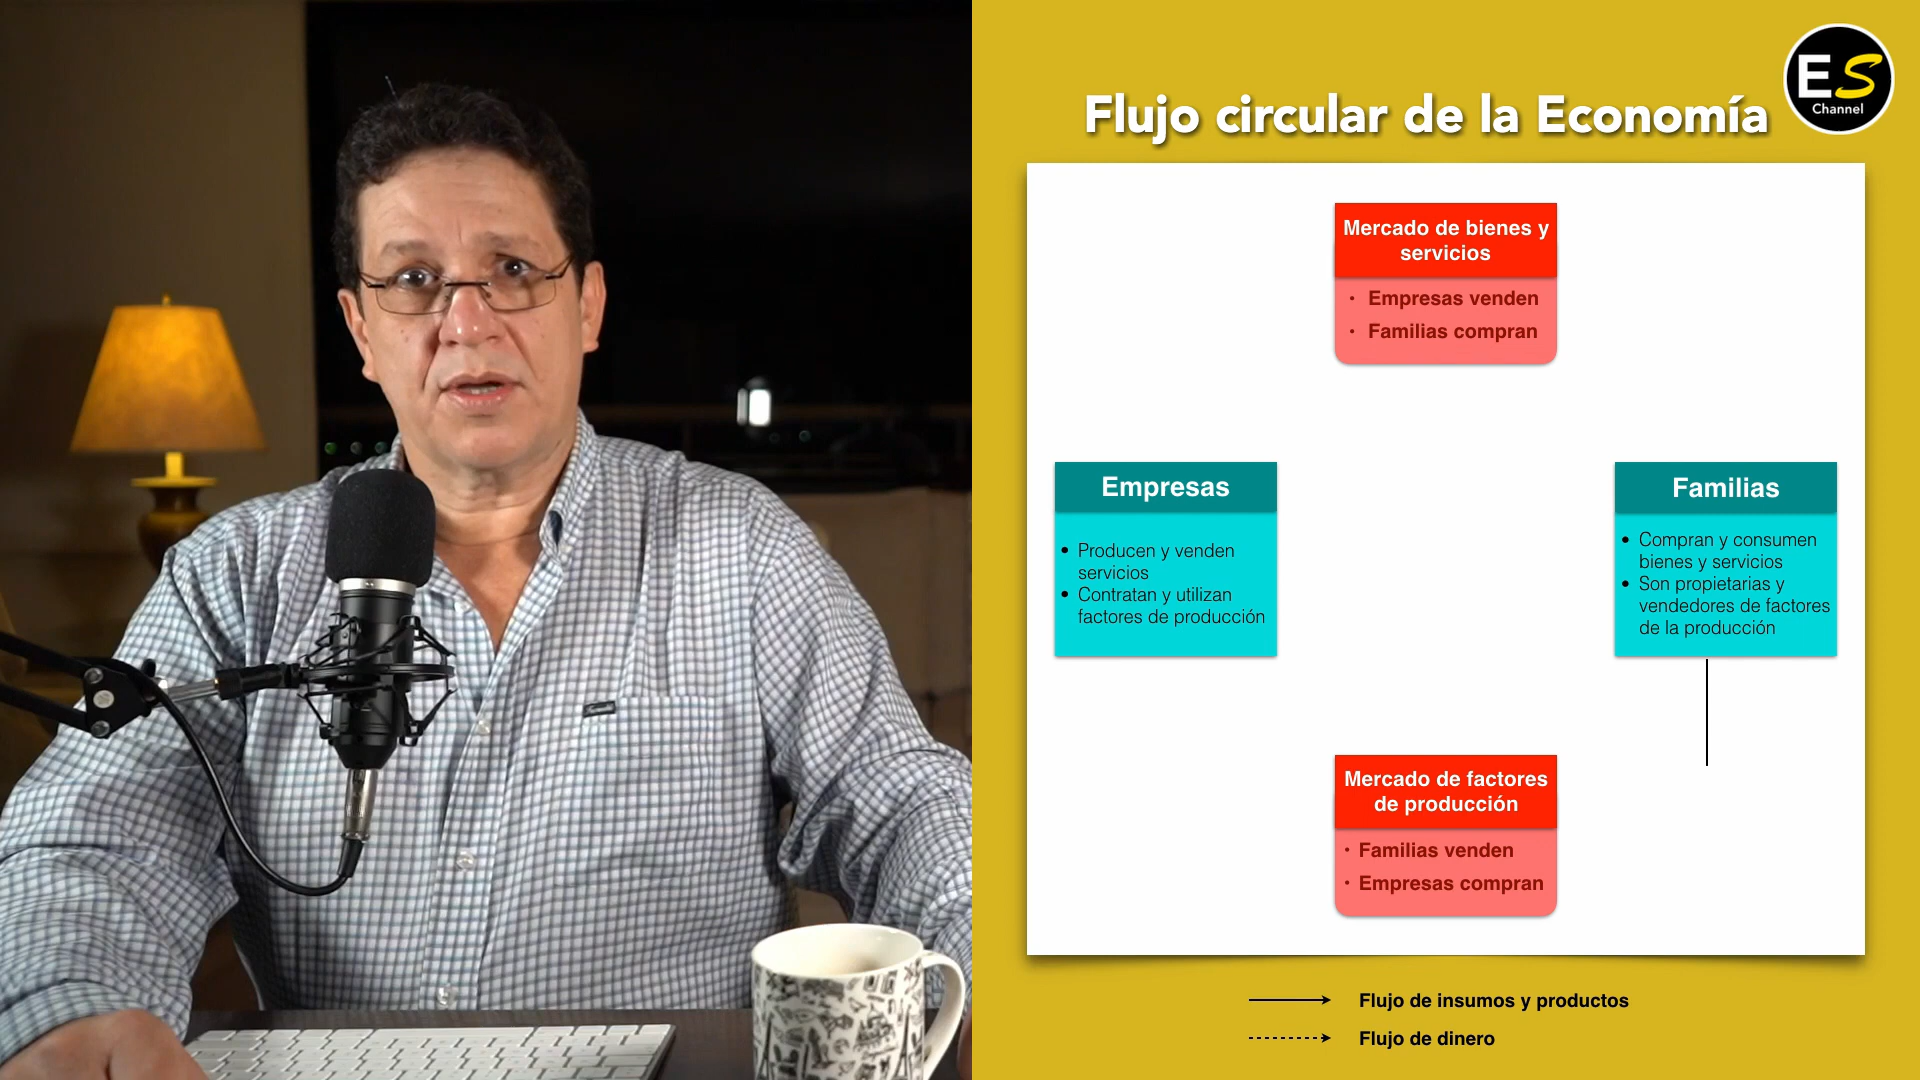 ES
Channel
Flujo circular de la Economía
Mercado de bienes y
servicios
• Empresas venden
• Familias compran
Empresas
• Producen y venden
servicios
• Contratan y utilizan
factores de producción
Familias
• Compran y consumen
bienes y servicios
• Son propietarias y
vendedores de factores
de la producción
Mercado de factores
de producción
• Familias venden
• Empresas compran
Flujo de insumos y productos
Flujo de dinero